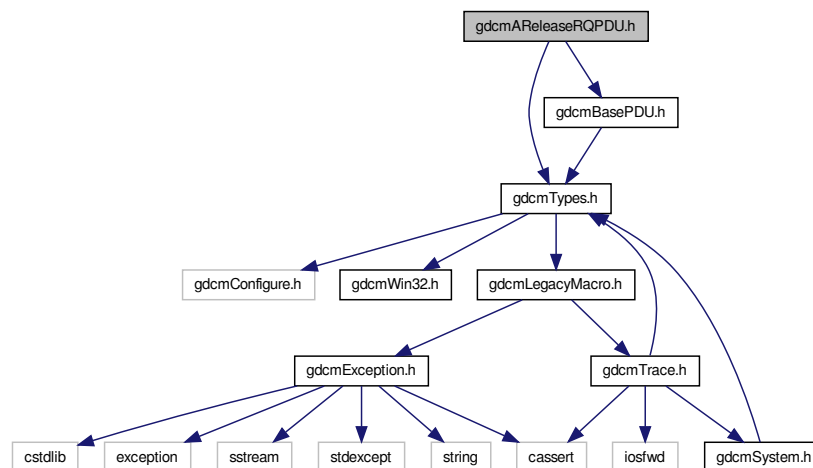 gdcmAReleaseRQPDU.h
gdcmBasePDU.h
gdcmTypes.h
gdcmConfigure.h
gdcmWin32.h
gdcmLegacyMacro.h
gdcmException.h
gdcmTrace.h
cstdlib
exception
sstream
stdexcept
string
cassert
iosfwd
gdcmSystem.h